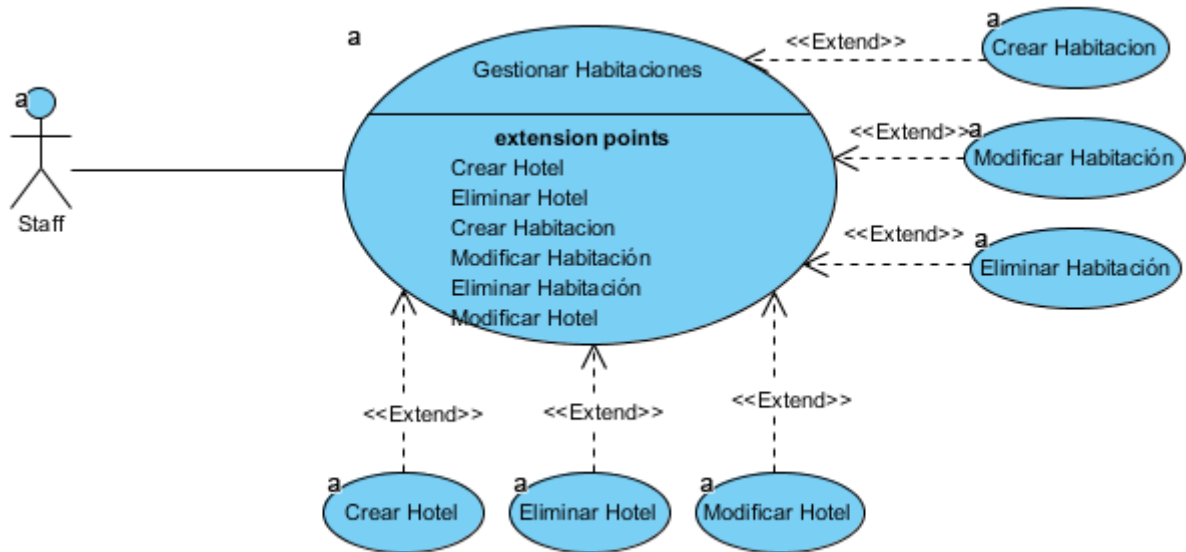 a
Gestionar Habitaciones
extension points
Crear Hotel
Eliminar Hotel
Crear Habitacion
Modificar Habitación
Eliminar Habitación
Modificar Hotel
a
Staff
<<Extend>>
a
Crear Habitacion
<<Extend>>
a
Modificar Habitación
<<Extend>>
a
Eliminar Habitación
<<Extend>>
<<Extend>>
<<Extend>>
a
Crear Hotel
a
Eliminar Hotel
a
Modificar Hotel